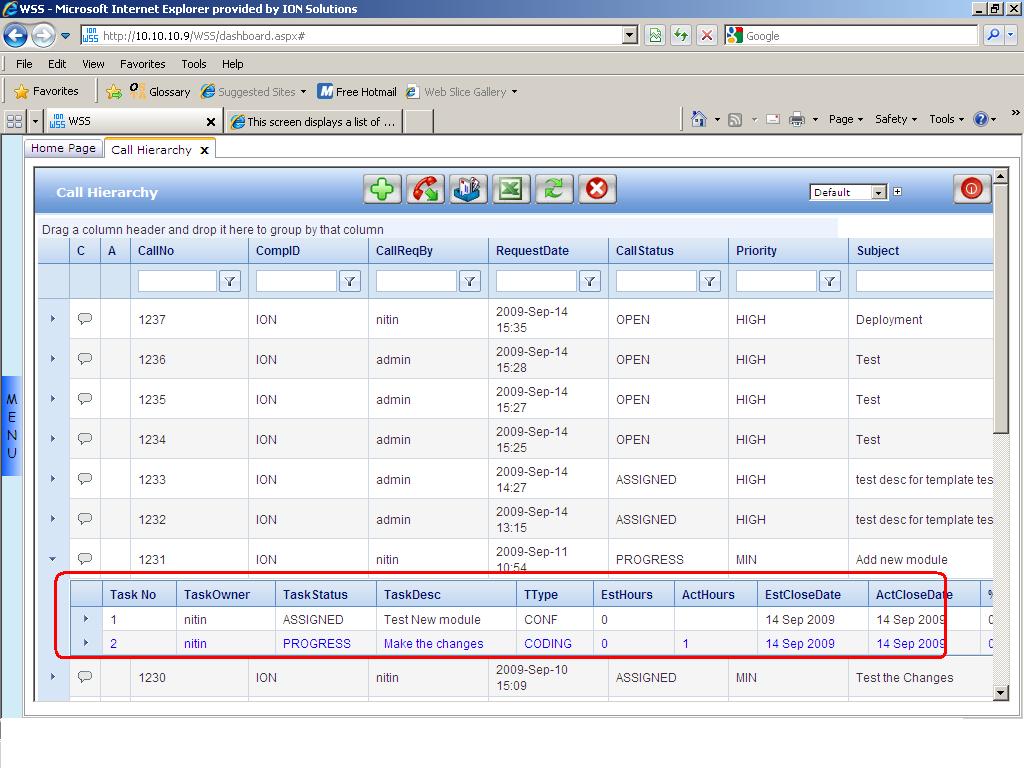 WSS - Microsoft Internet Explorer provided by ION Solutions
ION WSS http://10.10.10.9/WSS/dashboard.aspx# Google
File Edit View Favorites Tools Help
Favorites Glossary Suggested Sites Free Hotmail Web Slice Gallery
ION WSS WSS This screen displays a list of ... Page Safety Tools »
Home Page Call Hierarchy x
Call Hierarchy Default
Drag a column header and drop it here to group by that column
C A CallNo CompID CallReqBy RequestDate CallStatus Priority Subject
1237 ION nitin 2009-Sep-14 15:35 OPEN HIGH Deployment
1236 ION admin 2009-Sep-14 15:28 OPEN HIGH Test
1235 ION admin 2009-Sep-14 15:27 OPEN HIGH Test
1234 ION admin 2009-Sep-14 15:25 OPEN HIGH Test
1233 ION admin 2009-Sep-14 14:27 ASSIGNED HIGH test desc for template tes
1232 ION admin 2009-Sep-14 13:15 ASSIGNED HIGH test desc for template tes
1231 ION nitin 2009-Sep-11 10:54 PROGRESS MIN Add new module
Task No TaskOwner TaskStatus TaskDesc TType EstHours ActHours EstCloseDate ActCloseDate %
1 nitin ASSIGNED Test New module CONF 0 14 Sep 2009 14 Sep 2009 0
2 nitin PROGRESS Make the changes CODING 0 1 14 Sep 2009 14 Sep 2009 0
1230 ION nitin 2009-Sep-10 15:09 ASSIGNED MIN Test the Changes
MENU